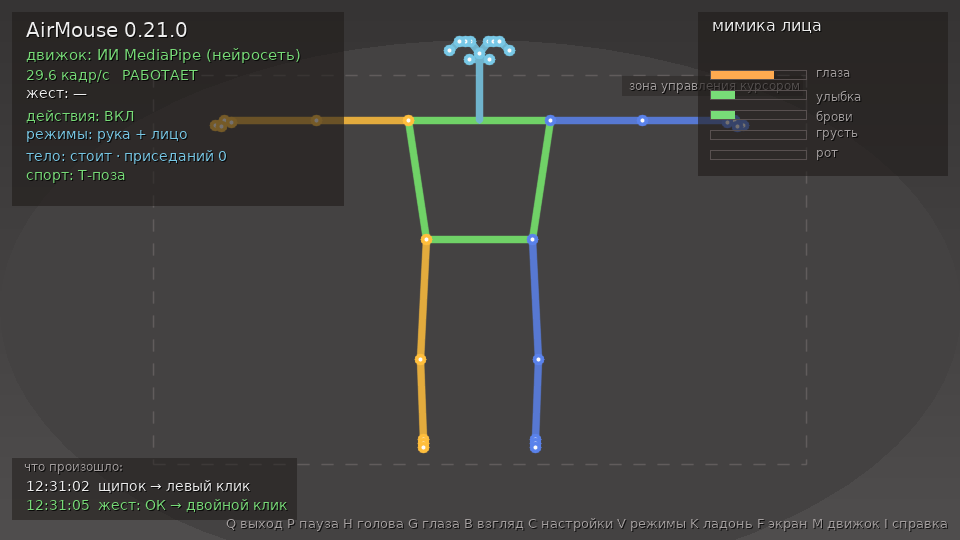 AirMouse 0.21.0
движок: ИИ MediaPipe (нейросеть)
29.6 кадр/с РАБОТАЕТ
жест: —
действия: ВКЛ
режимы: рука + лицо
тело: стоит · приседаний 0
спорт: Т-поза
мимика лица
глаза
зона управления курсором
улыбка
брови
грусть
рот
что произошло:
12:31:02 щипок → левый клик
12:31:05 жест: ОК → двойной клик
Q выход P пауза H голова G глаза B взгляд C настройки V режимы K ладонь F экран M движок I справка